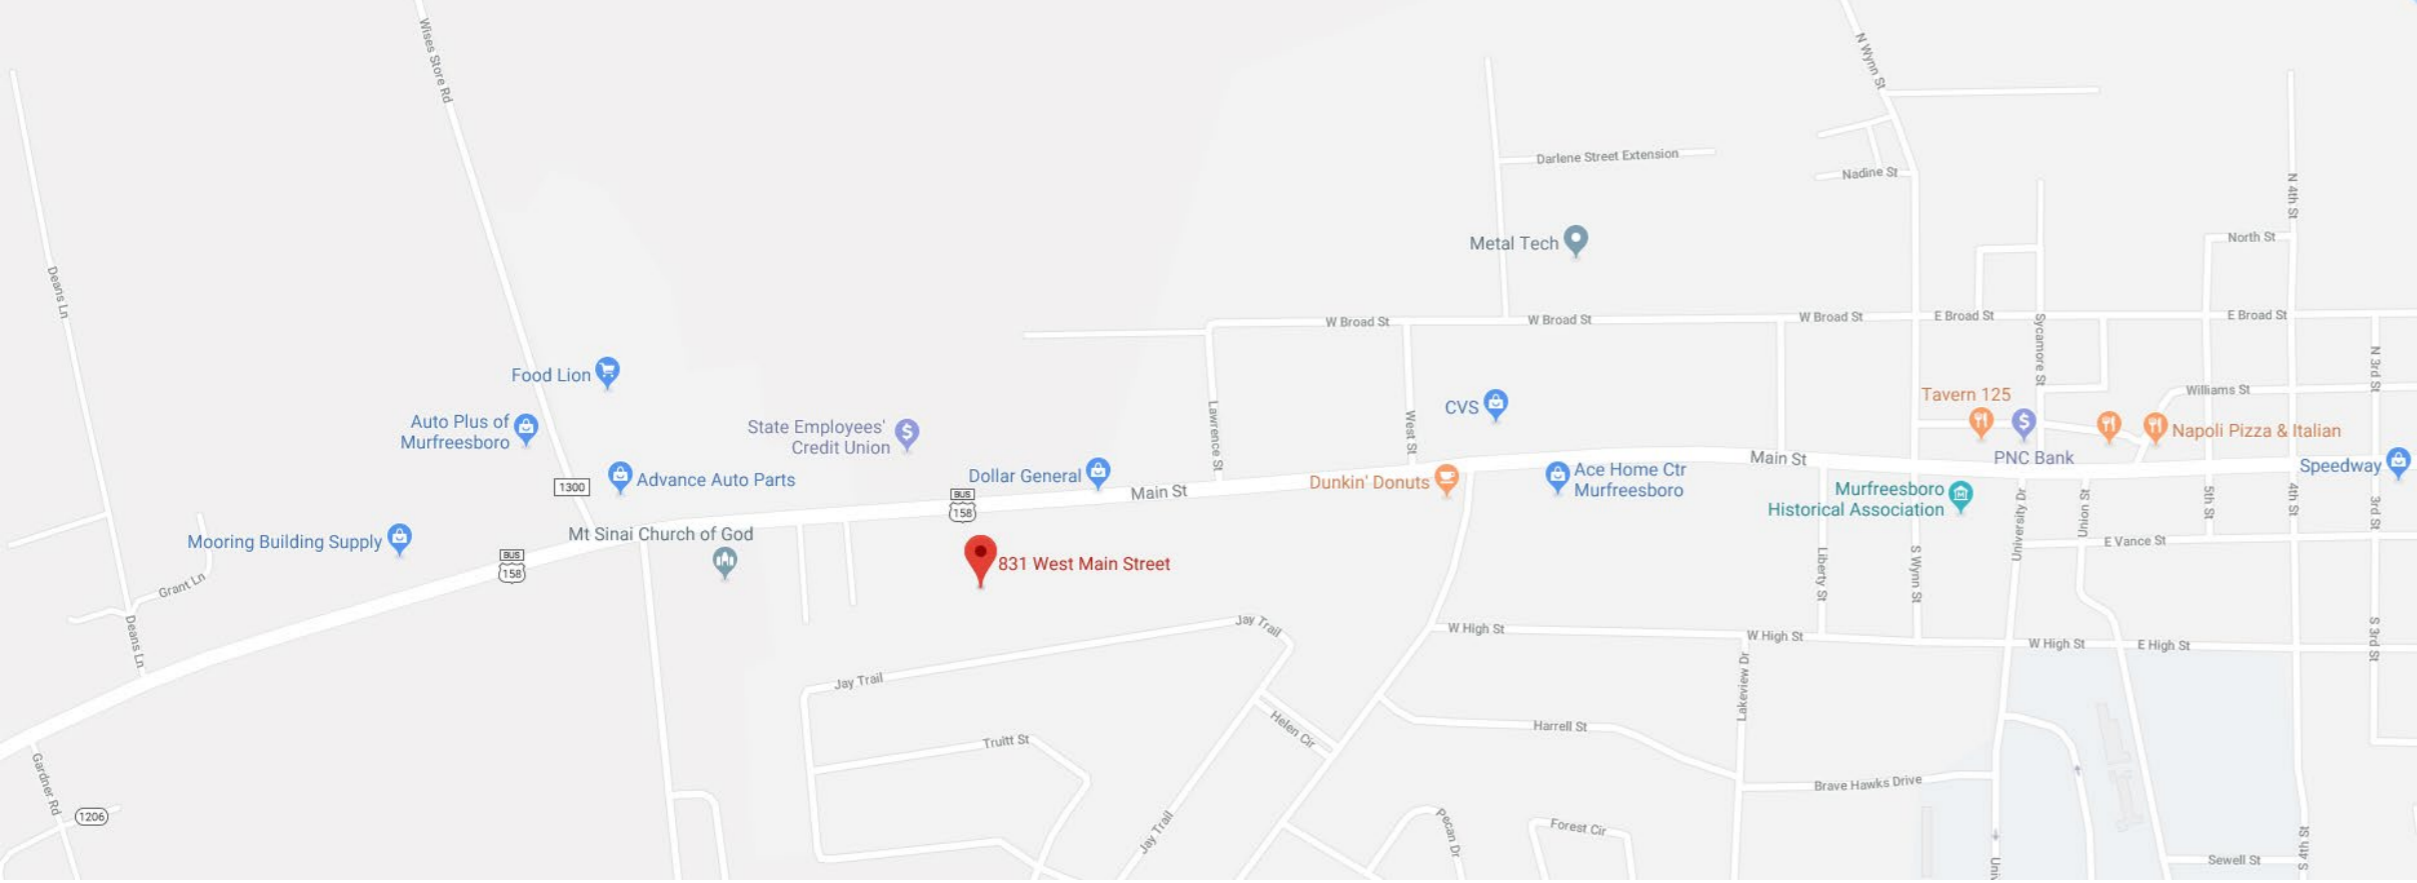 Wises Store Rd
N Wynn St
Darlene Street Extension
Nadine St
N 4th St
North St
Metal Tech
Deans Ln
W Broad St
W Broad St
W Broad St
E Broad St
Sycamore St
E Broad St
N 3rd St
Food Lion
Williams St
Tavern 125
CVS
Auto Plus of
Murfreesboro
State Employees'
Credit Union
Lawrence St
West St
Napoli Pizza & Italian
Main St
PNC Bank
Speedway
Advance Auto Parts
Dollar General
Dunkin' Donuts
Ace Home Ctr
Murfreesboro
1300
Main St
Murfreesboro
Historical Association
BUS
158
University Dr
Union St
5th St
4th St
3rd St
Mooring Building Supply
Mt Sinai Church of God
E Vance St
BUS
158
831 West Main Street
Liberty St
S Wynn St
Grant Ln
Deans Ln
Jay Trail
W High St
W High St
W High St
E High St
S 3rd St
Jay Trail
Lakeview Dr
Helen Cir
Harrell St
Truitt St
Gardner Rd
Brave Hawks Drive
1206
Jay Trail
Pecan Dr
Forest Cir
Uni
Sewell St
S 4th St